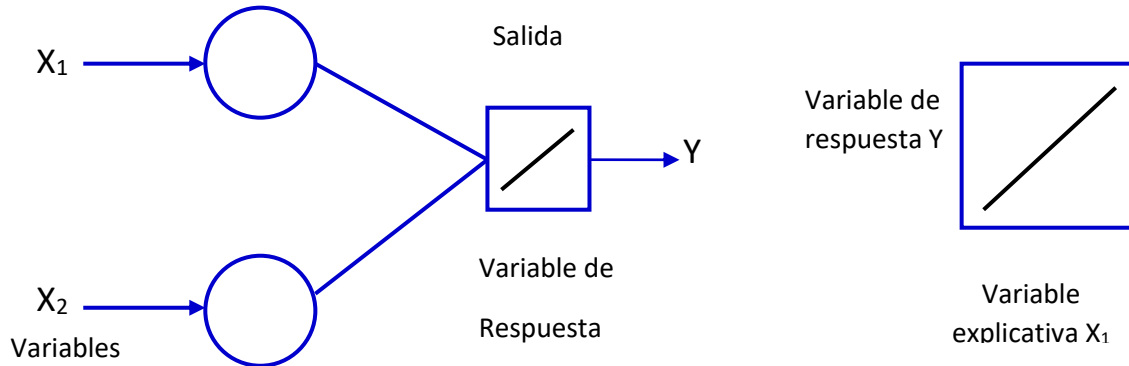 X₁
Salida
Y
X₂
Variables
Variable de
Respuesta
Variable de
respuesta Y
Variable
explicativa X₁